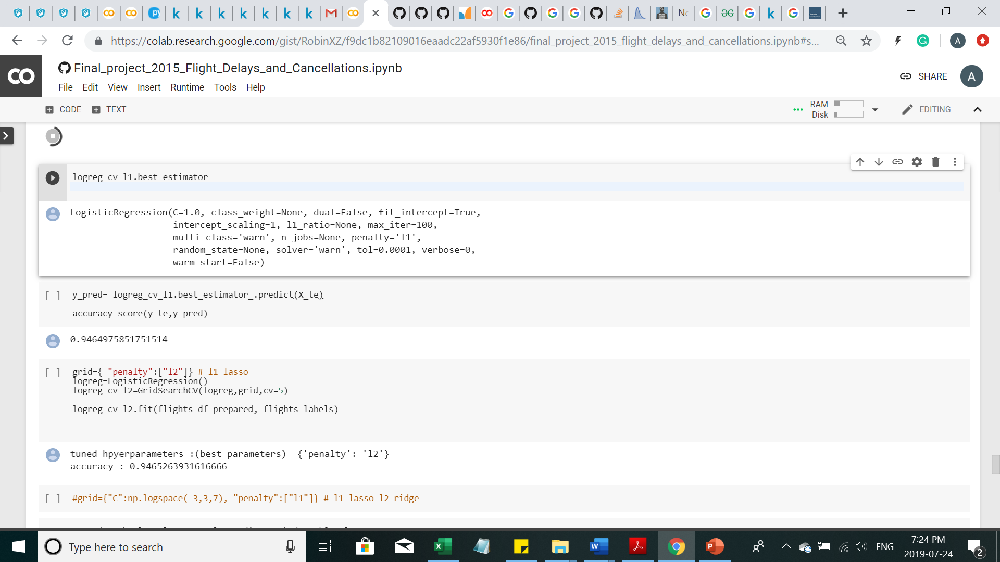 https://colab.research.google.com/gist/RobinXZ/f9dc1b82109016eaadc22af5930f1e86/final_project_2015_flight_delays_and_cancellations.ipynb#s...
A
CO
Final_project_2015_Flight_Delays_and_Cancellations.ipynb
SHARE
A
File Edit View Insert Runtime Tools Help
CODE TEXT
RAM
Disk
EDITING
logreg_cv_l1.best_estimator_
LogisticRegression(C=1.0, class_weight=None, dual=False, fit_intercept=True,
intercept_scaling=1, l1_ratio=None, max_iter=100,
multi_class='warn', n_jobs=None, penalty='l1',
random_state=None, solver='warn', tol=0.0001, verbose=0,
warm_start=False)
[ ] y_pred= logreg_cv_l1.best_estimator_.predict(X_te)
accuracy_score(y_te,y_pred)
0.9464975851751514
[ ] grid={ "penalty":["l2"]} # l1 lasso
logreg=LogisticRegression()
logreg_cv_l2=GridSearchCV(logreg,grid,cv=5)
logreg_cv_l2.fit(flights_df_prepared, flights_labels)
tuned hpyerparameters :(best parameters)  {'penalty': 'l2'}
accuracy : 0.9465263931616666
[ ] #grid={"C":np.logspace(-3,3,7), "penalty":["l1"]} # l1 lasso l2 ridge
Type here to search
ENG
7:24 PM
2019-07-24
2